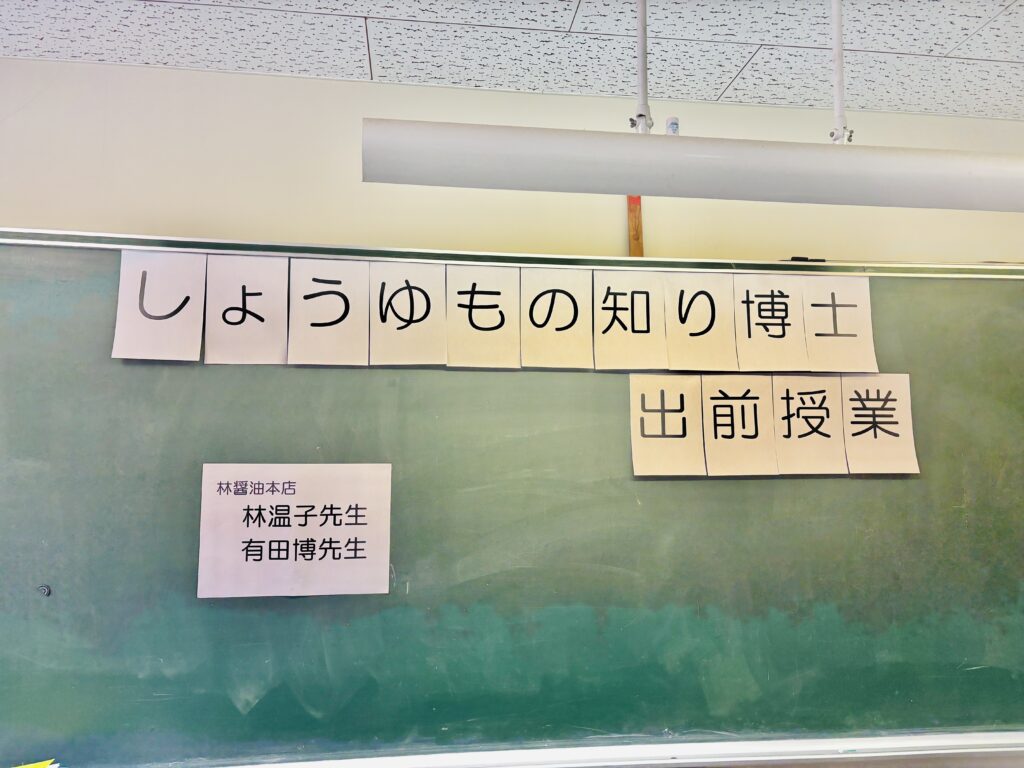 しょうゆもの知り博士
出前授業
林醤油本店
林温子先生
有田博先生